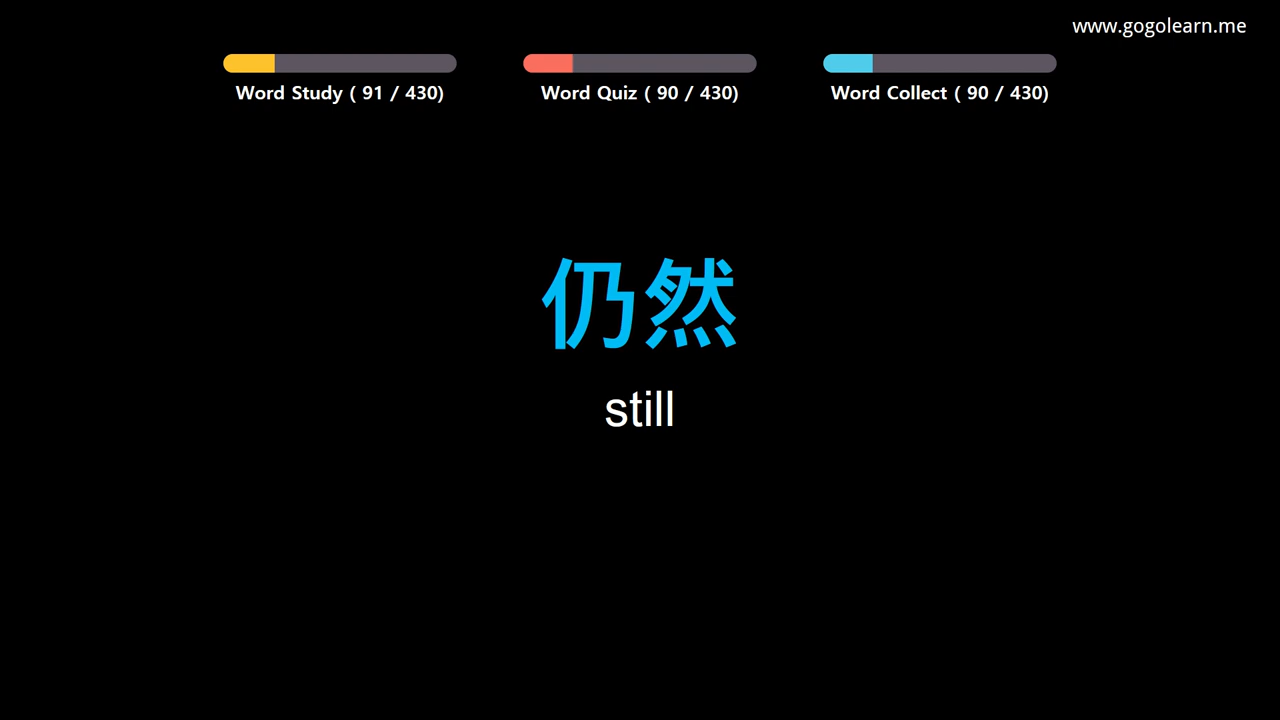 www.gogolearn.me
Word Study ( 91 / 430)
Word Quiz ( 90 / 430)
Word Collect ( 90 / 430)
仍然
still